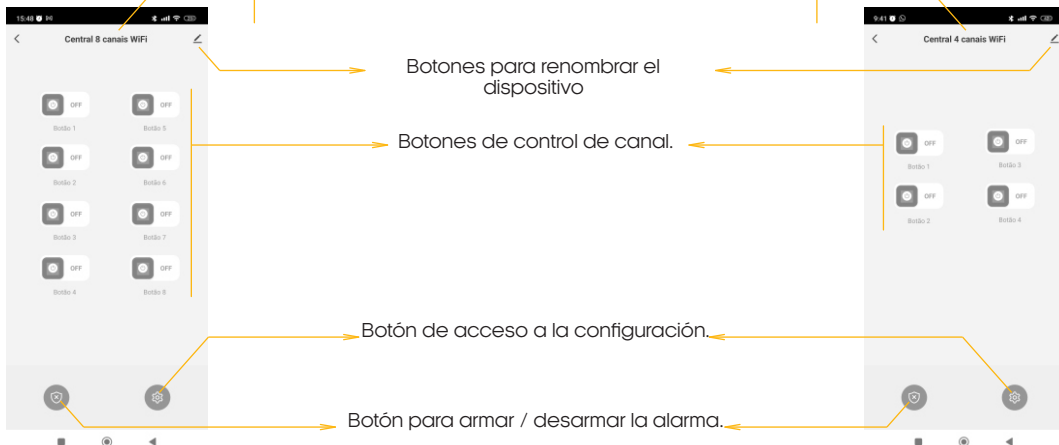 15:48
Central 8 canais WiFi
OFF
OFF
Botão 1
Botão 5
OFF
OFF
Botão 2
Botão 6
OFF
OFF
Botão 3
Botão 7
OFF
OFF
Botão 4
Botão 8
Botones para renombrar el
dispositivo
Botones de control de canal.
Botón de acceso a la configuración.
Botón para armar / desarmar la alarma.
9:41
Central 4 canais WiFi
OFF
OFF
Botão 1
Botão 3
OFF
OFF
Botão 2
Botão 4